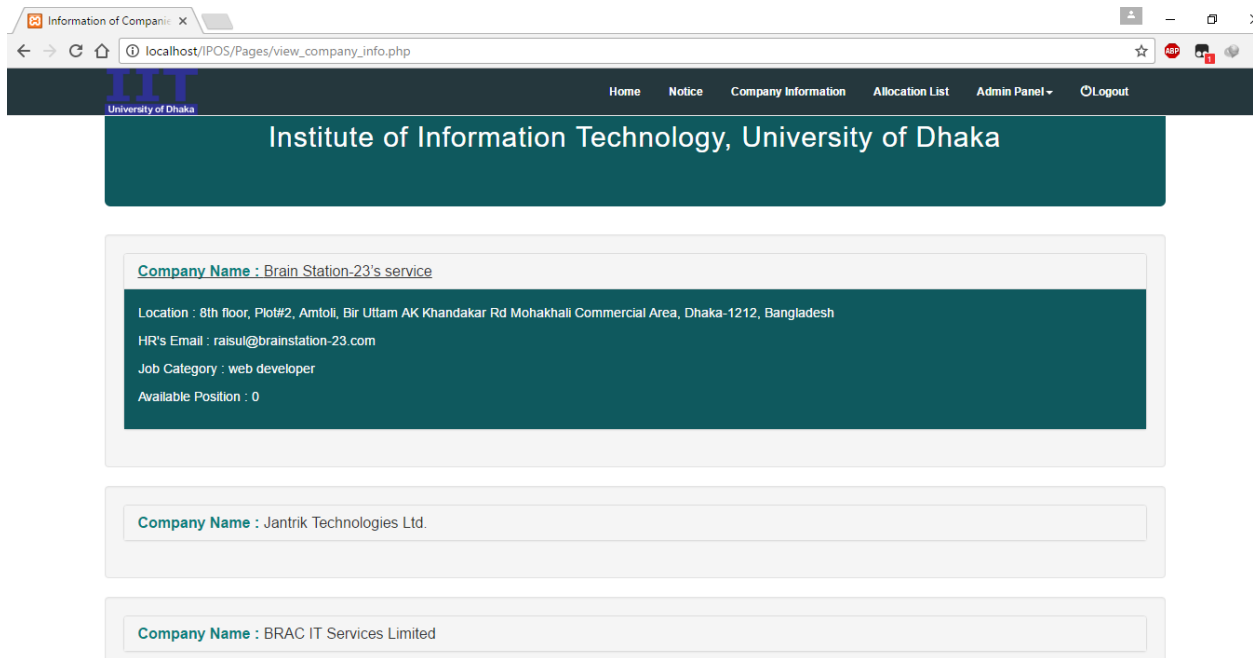 Information of Companie
localhost/IPOS/Pages/view_company_info.php
ABP
1
IIT
University of Dhaka
Home Notice Company Information Allocation List Admin Panel Logout
Institute of Information Technology, University of Dhaka
Company Name : Brain Station-23’s service
Location : 8th floor, Plot#2, Amtoli, Bir Uttam AK Khandakar Rd Mohakhali Commercial Area, Dhaka-1212, Bangladesh
HR's Email : raisul@brainstation-23.com
Job Category : web developer
Available Position : 0
Company Name : Jantrik Technologies Ltd.
Company Name : BRAC IT Services Limited